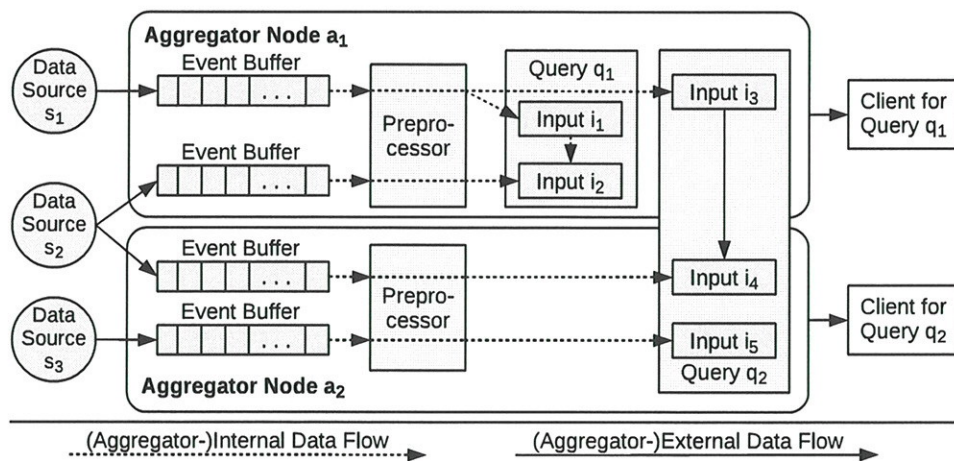 Aggregator Node a1
Data
Source
s1
Event Buffer
...
Prepro-
cessor
Query q1
Input i1
Input i2
Input i3
Client for
Query q1
Event Buffer
...
Data
Source
s2
Event Buffer
...
Prepro-
cessor
Input i4
Client for
Query q2
Data
Source
s3
Event Buffer
...
Input i5
Query q2
Aggregator Node a2
(Aggregator-)Internal Data Flow
(Aggregator-)External Data Flow